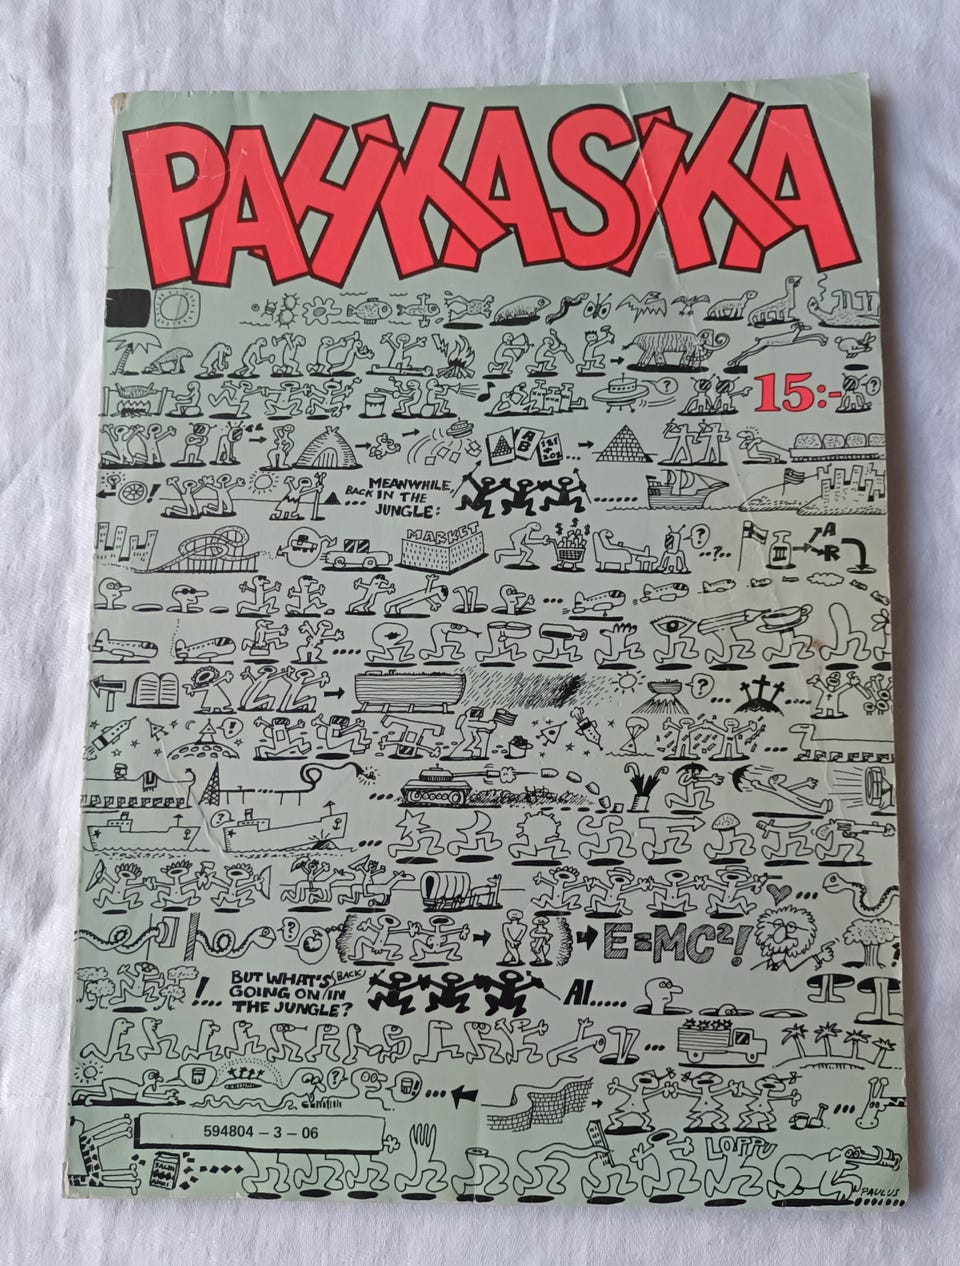 PAHKASIKA
15:-
A B
MEANWHILE
BACK IN THE
JUNGLE:
MARKET
$ $ $
A
R
E=MC²!
BUT WHAT'S
GOING ON BACK IN
THE JUNGLE?
AI......
594804 – 3 – 06
LOPPU
PAULUS